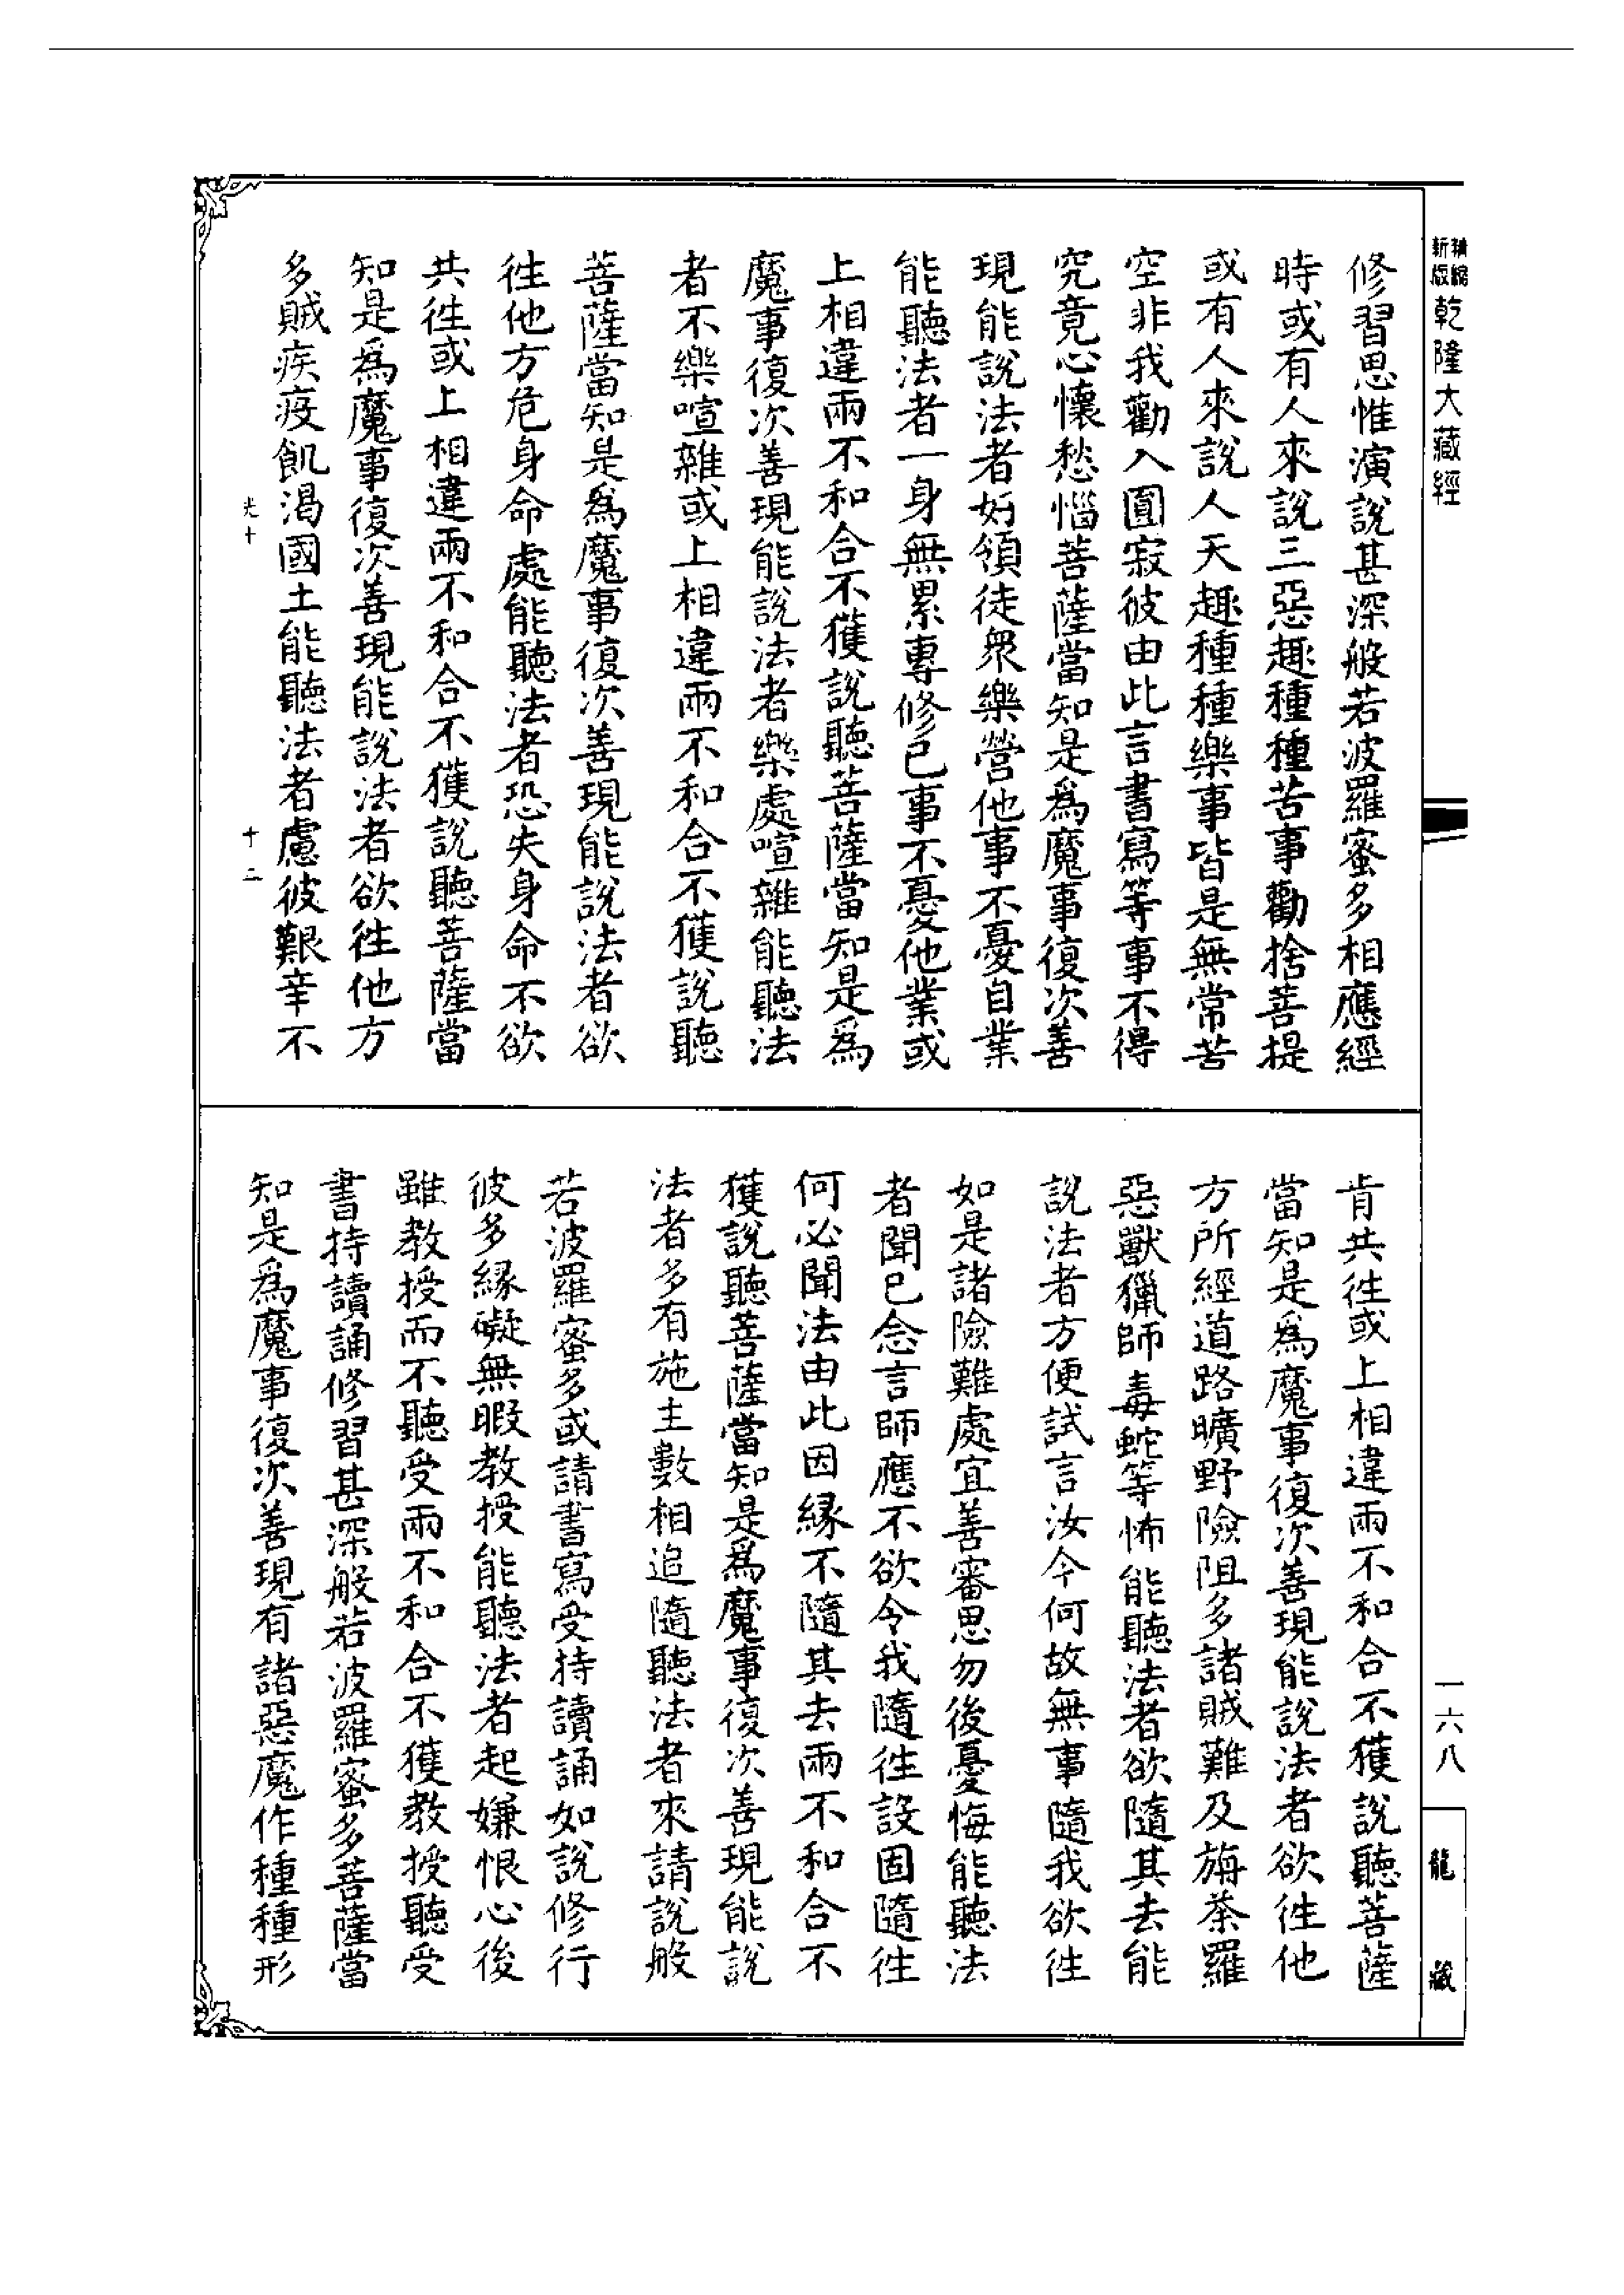 新版精縮乾隆大藏經
修習思惟演說甚深般若波羅蜜多相應經
時或有人來說三惡趣種種苦事勸捨菩提
或有人來說人天趣種種樂事皆是無常苦
空非我勸入圓寂彼由此言書寫等事不得
究竟心懷愁惱菩薩當知是爲魔事復次善
現能說法者好領徒衆樂營他事不憂自業
能聽法者一身無累專修己事不憂他業或
上相違兩不和合不獲說聽菩薩當知是爲
魔事復次善現能說法者樂處喧雜能聽法
者不樂喧雜或上相違兩不和合不獲說聽
菩薩當知是爲魔事復次善現能說法者欲
往他方危身命處能聽法者恐失身命不欲
共往或上相違兩不和合不獲說聽菩薩當
知是爲魔事復次善現能說法者欲往他方
多賊疾疫飢渴國土能聽法者慮彼艱辛不
十二
肯共往或上相違兩不和合不獲說聽菩薩
當知是爲魔事復次善現能說法者欲往他
方所經道路曠野險阻多諸賊難及旃荼羅
惡獸獵師毒蛇等怖能聽法者欲隨其去能
說法者方便試言汝今何故無事隨我欲往
如是諸險難處宜善審思勿後憂悔能聽法
者聞已念言師應不欲令我隨往設固隨往
何必聞法由此因緣不隨其去兩不和合不
獲說聽菩薩當知是爲魔事復次善現能說
法者多有施主數相追隨聽法者來請說般
若波羅蜜多或請書寫受持讀誦如說修行
彼多緣礙無暇教授能聽法者起嫌恨心後
雖教授而不聽受兩不和合不獲教授聽受
書持讀誦修習甚深般若波羅蜜多菩薩當
知是爲魔事復次善現有諸惡魔作種種形
一六八
龍藏